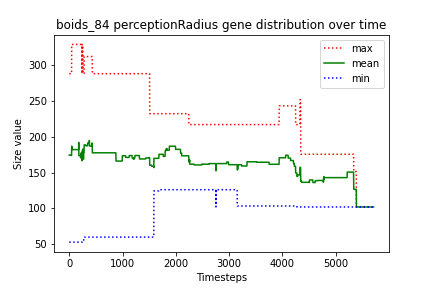 boids_84 perceptionRadius gene distribution over time
max
mean
min
Size value
300
250
200
150
100
50
0
1000
2000
3000
4000
5000
Timesteps